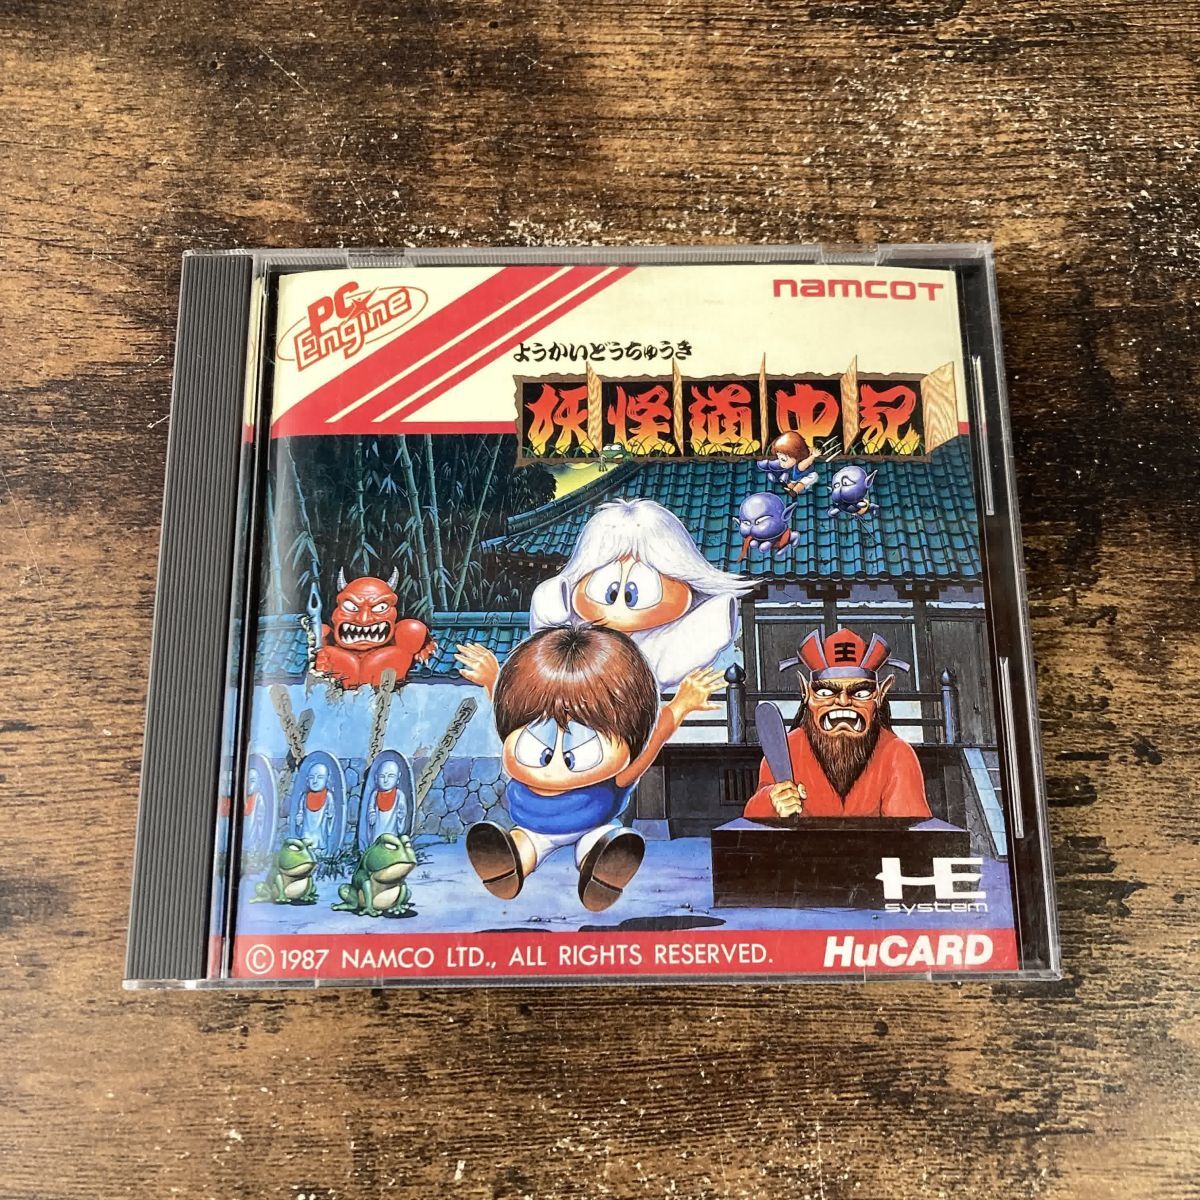 PC Engine
namcoT
ようかいどうちゅうき
妖怪道中記
王
HE system
© 1987 NAMCO LTD., ALL RIGHTS RESERVED.
HuCARD